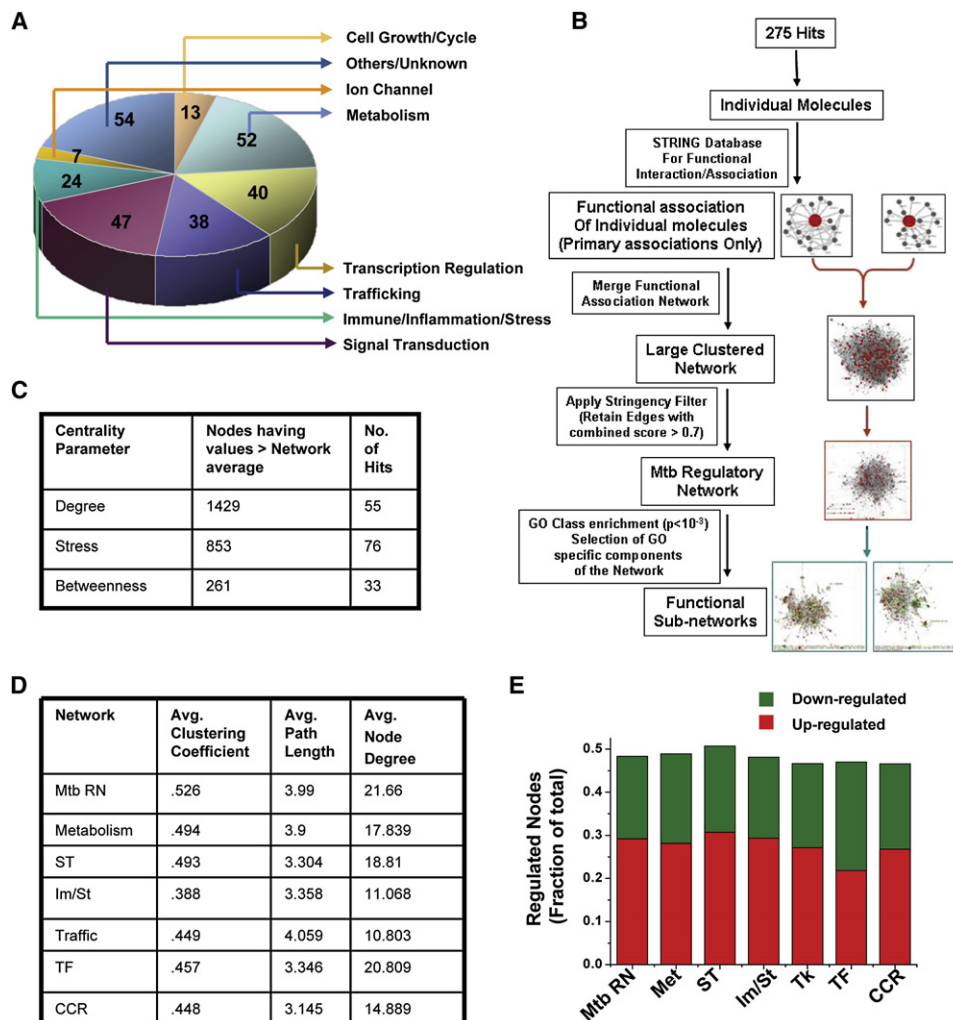 A
Cell Growth/Cycle
Others/Unknown
Ion Channel
Metabolism
54
13
52
7
24
40
47
38
Transcription Regulation
Trafficking
Immune/Inflammation/Stress
Signal Transduction
B
275 Hits
Individual Molecules
STRING Database
For Functional
Interaction/Association
Functional association
Of Individual molecules
(Primary associations Only)
Merge Functional
Association Network
Large Clustered
Network
Apply Stringency Filter
(Retain Edges with
combined score > 0.7)
Mtb Regulatory
Network
GO Class enrichment (p<10⁻³)
Selection of GO
specific components
of the Network
Functional
Sub-networks
C
Centrality Parameter | Nodes having values > Network average | No. of Hits
Degree 1429 55
Stress 853 76
Betweenness 261 33
D
Network | Avg. Clustering Coefficient | Avg. Path Length | Avg. Node Degree
Mtb RN .526 3.99 21.66
Metabolism .494 3.9 17.839
ST .493 3.304 18.81
Im/St .388 3.358 11.068
Traffic .449 4.059 10.803
TF .457 3.346 20.809
CCR .448 3.145 14.889
E
Down-regulated
Up-regulated
Regulated Nodes
(Fraction of total)
0.5
0.4
0.3
0.2
0.1
0.0
Mtb RN Met ST Im/St Tk TF CCR